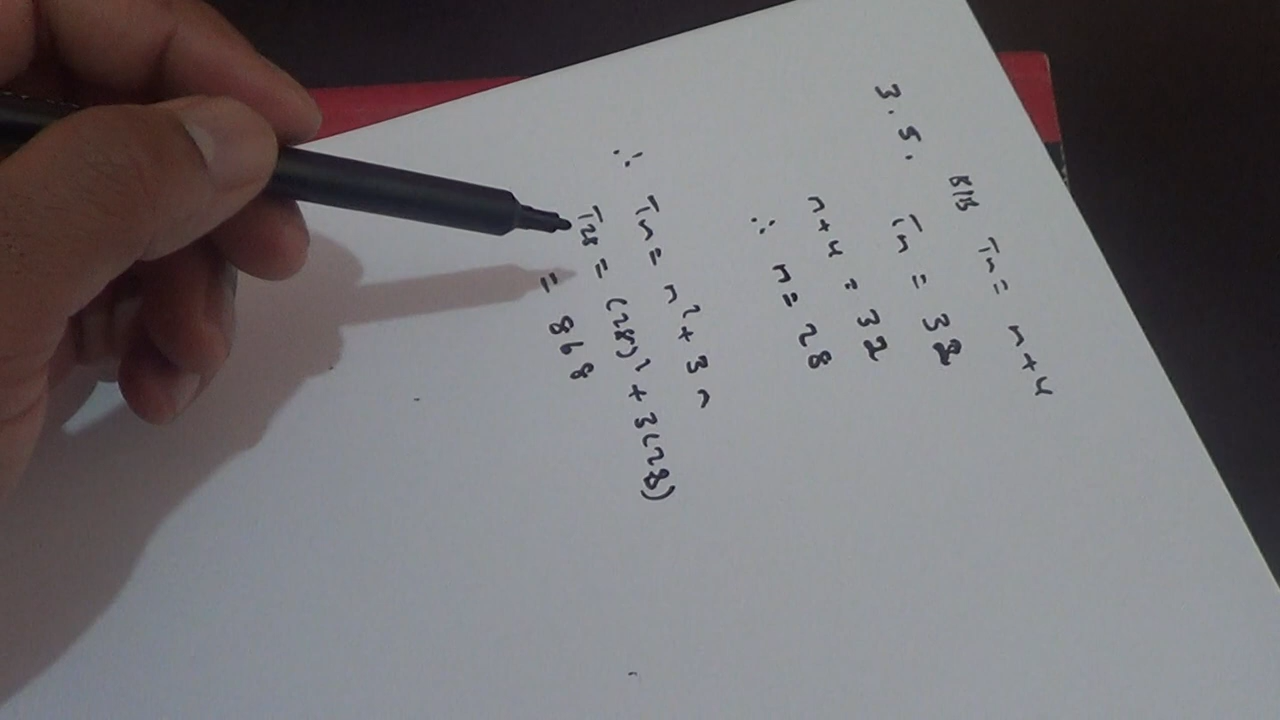 3.5. B/B Tn = n+4
Tn = 32
n+4 = 32
∴ n = 28
∴ Tn = n² + 3n
T28 = (28)² + 3(28)
= 868